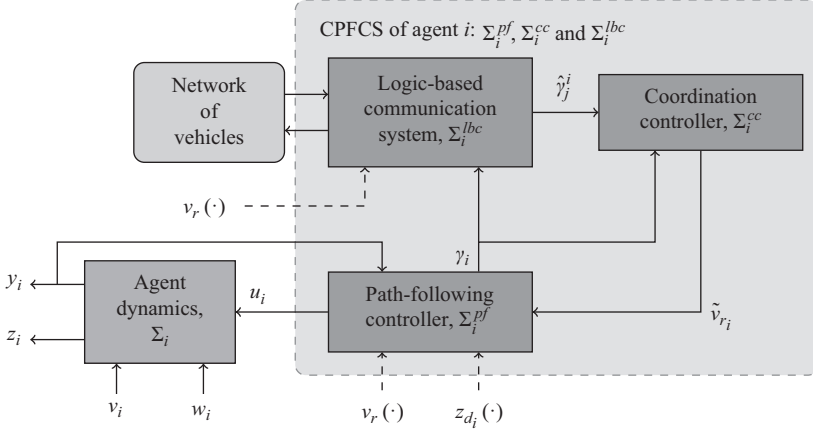 CPFCS of agent i: Σ_i^{pf}, Σ_i^{cc} and Σ_i^{lbc}
Network
of
vehicles
Logic-based
communication
system, Σ_i^{lbc}
γ̂_j^i
Coordination
controller, Σ_i^{cc}
v_r (·)
γ_i
y_i
Agent
dynamics,
Σ_i
u_i
Path-following
controller, Σ_i^{pf}
ṽ_{r_i}
z_i
v_i
w_i
v_r (·)
z_{d_i} (·)